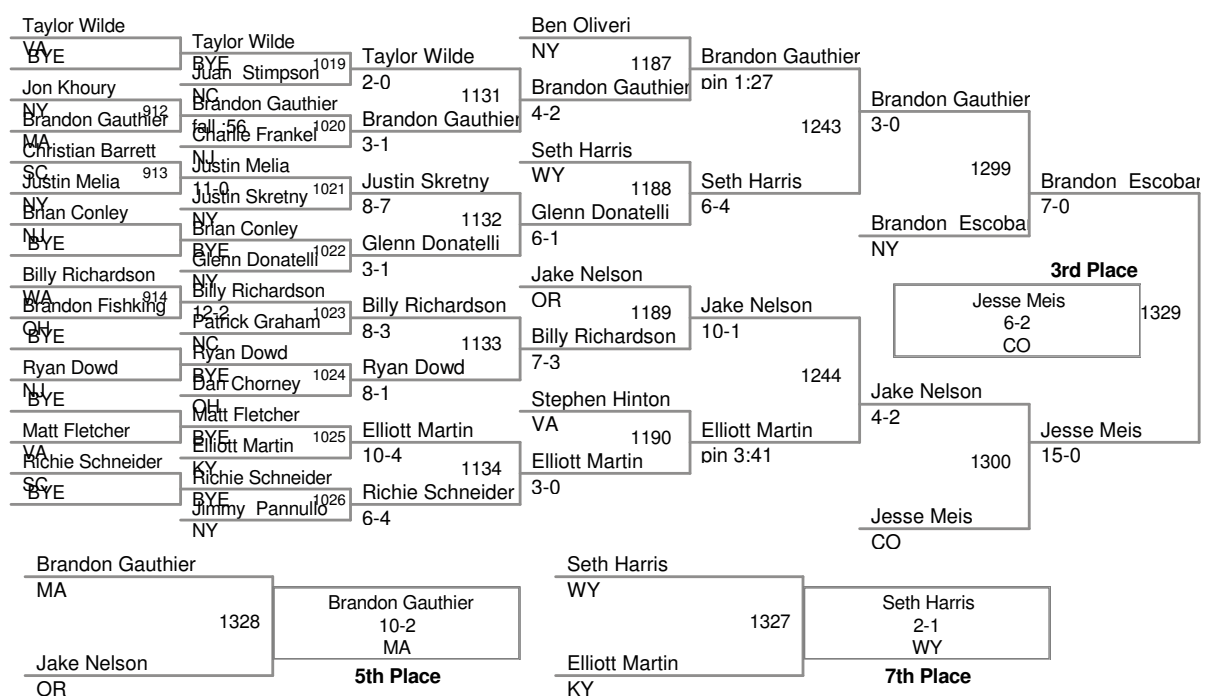 Taylor Wilde
VA
BYE
Jon Khoury
NY
912
Brandon Gauthier
MA
Christian Barrett
SC
913
Justin Melia
NY
Brian Conley
NJ
BYE
Billy Richardson
WA
914
Brandon Fishking
OH
BYE
Ryan Dowd
NJ
BYE
Matt Fletcher
VA
Richie Schneider
SC
BYE
Taylor Wilde
BYE
1019
Juan Stimpson
NC
Brandon Gauthier
fall :56
1020
Charlie Frankel
NJ
Justin Melia
11-0
1021
Justin Skretny
NY
Brian Conley
BYE
1022
Glenn Donatelli
NY
Billy Richardson
12-2
1023
Patrick Graham
NC
Ryan Dowd
BYE
1024
Dan Chorney
OH
Matt Fletcher
BYE
1025
Elliott Martin
KY
Richie Schneider
BYE
1026
Jimmy Pannullo
NY
Taylor Wilde
2-0
1131
Brandon Gauthier
3-1
Justin Skretny
8-7
1132
Glenn Donatelli
3-1
Billy Richardson
8-3
1133
Ryan Dowd
8-1
Elliott Martin
10-4
1134
Richie Schneider
6-4
Ben Oliveri
NY
1187
Brandon Gauthier
4-2
Seth Harris
WY
1188
Glenn Donatelli
6-1
Jake Nelson
OR
1189
Billy Richardson
7-3
Stephen Hinton
VA
1190
Elliott Martin
3-0
Brandon Gauthier
pin 1:27
1243
Seth Harris
6-4
Jake Nelson
10-1
1244
Elliott Martin
pin 3:41
Brandon Gauthier
3-0
1299
Brandon Escobar
NY
Jake Nelson
4-2
1300
Jesse Meis
CO
Brandon Escobar
7-0
3rd Place
Jesse Meis
6-2
CO
1329
Jesse Meis
15-0
Brandon Gauthier
MA
1328
Jake Nelson
OR
Brandon Gauthier
10-2
MA
5th Place
Seth Harris
WY
1327
Elliott Martin
KY
Seth Harris
2-1
WY
7th Place